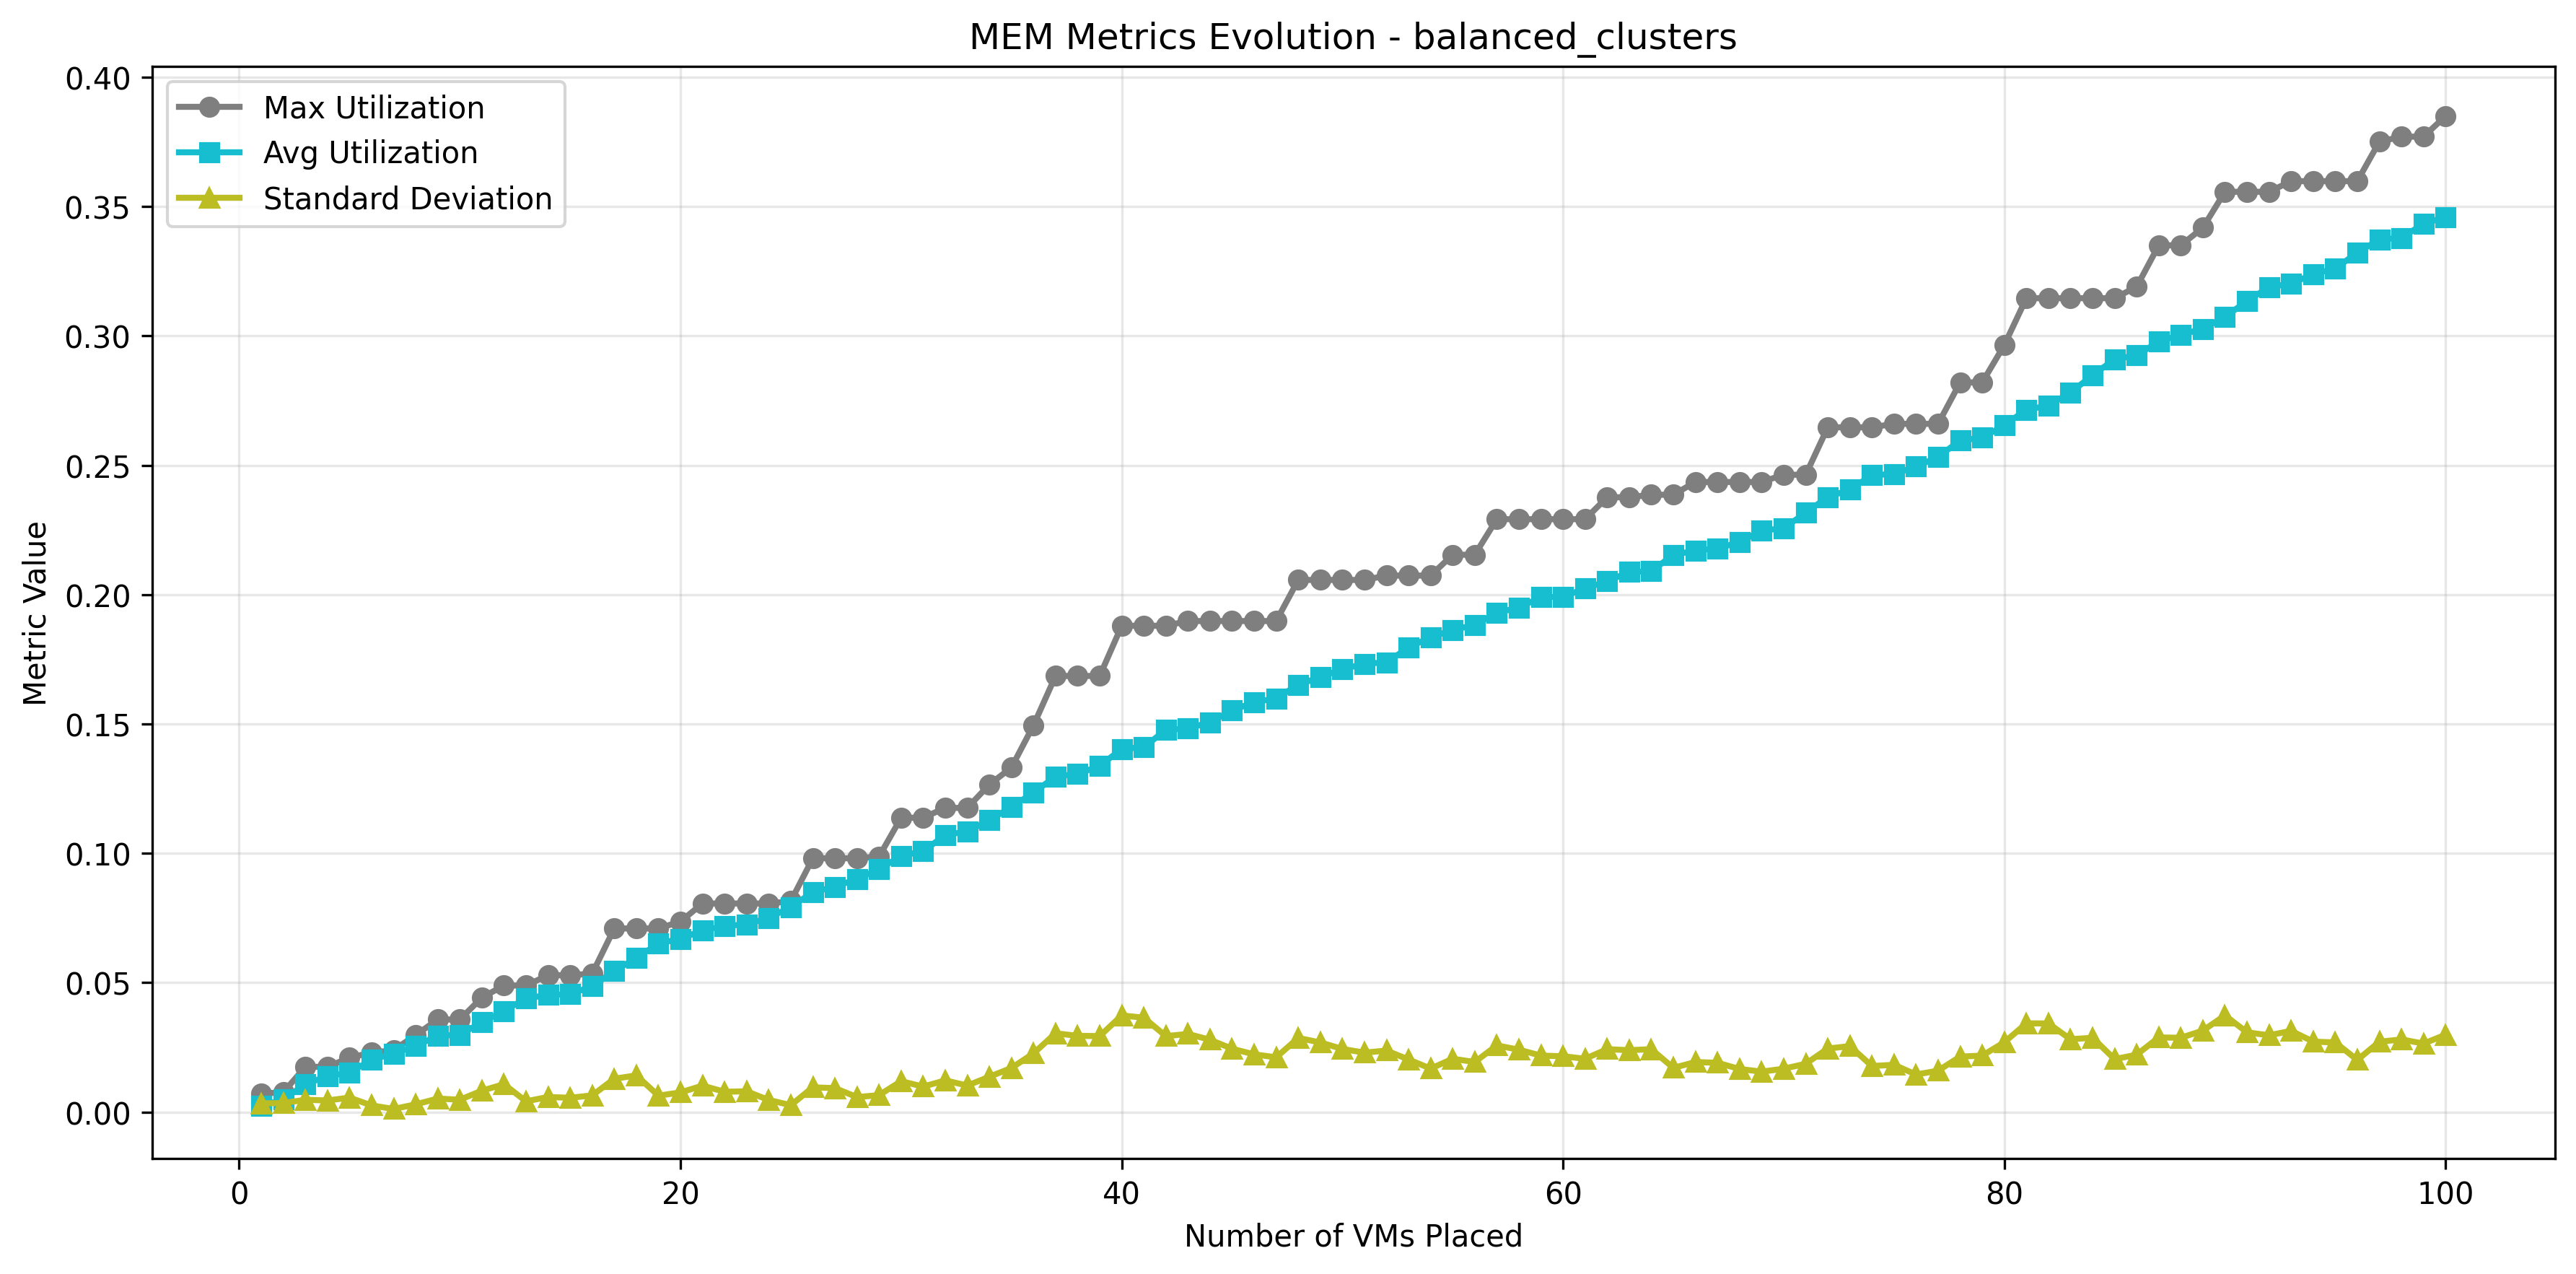 MEM Metrics Evolution - balanced_clusters
Max Utilization
Avg Utilization
Standard Deviation
Metric Value
0.40
0.35
0.30
0.25
0.20
0.15
0.10
0.05
0.00
0 20 40 60 80 100
Number of VMs Placed